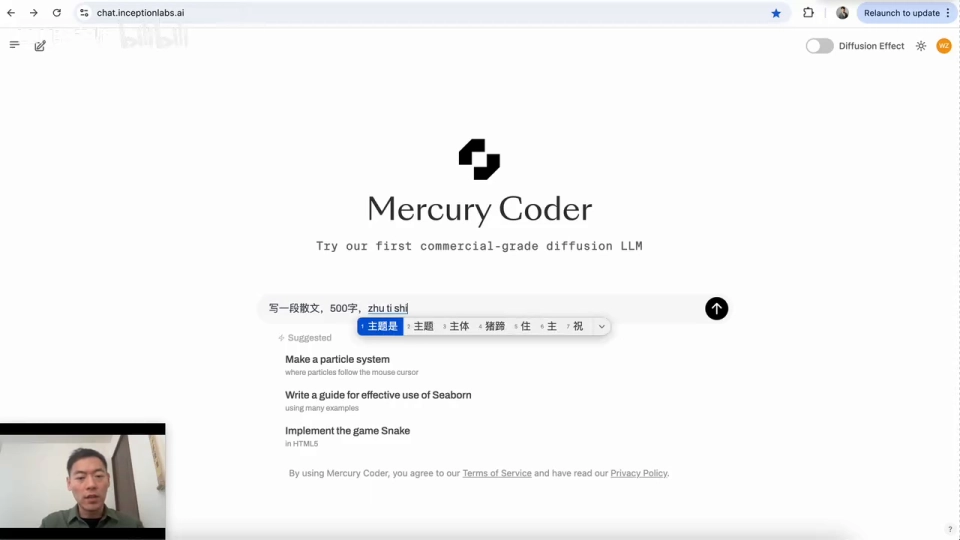 chat.inceptionlabs.ai
Relaunch to update
bilibili
Diffusion Effect
WZ
Mercury Coder
Try our first commercial-grade diffusion LLM
写一段散文，500字，zhu ti shi
1 主题是 2 主题 3 主体 4 猪蹄 5 住 6 主 7 祝
Suggested
Make a particle system
where particles follow the mouse cursor
Write a guide for effective use of Seaborn
using many examples
Implement the game Snake
in HTML5
By using Mercury Coder, you agree to our Terms of Service and have read our Privacy Policy.
?